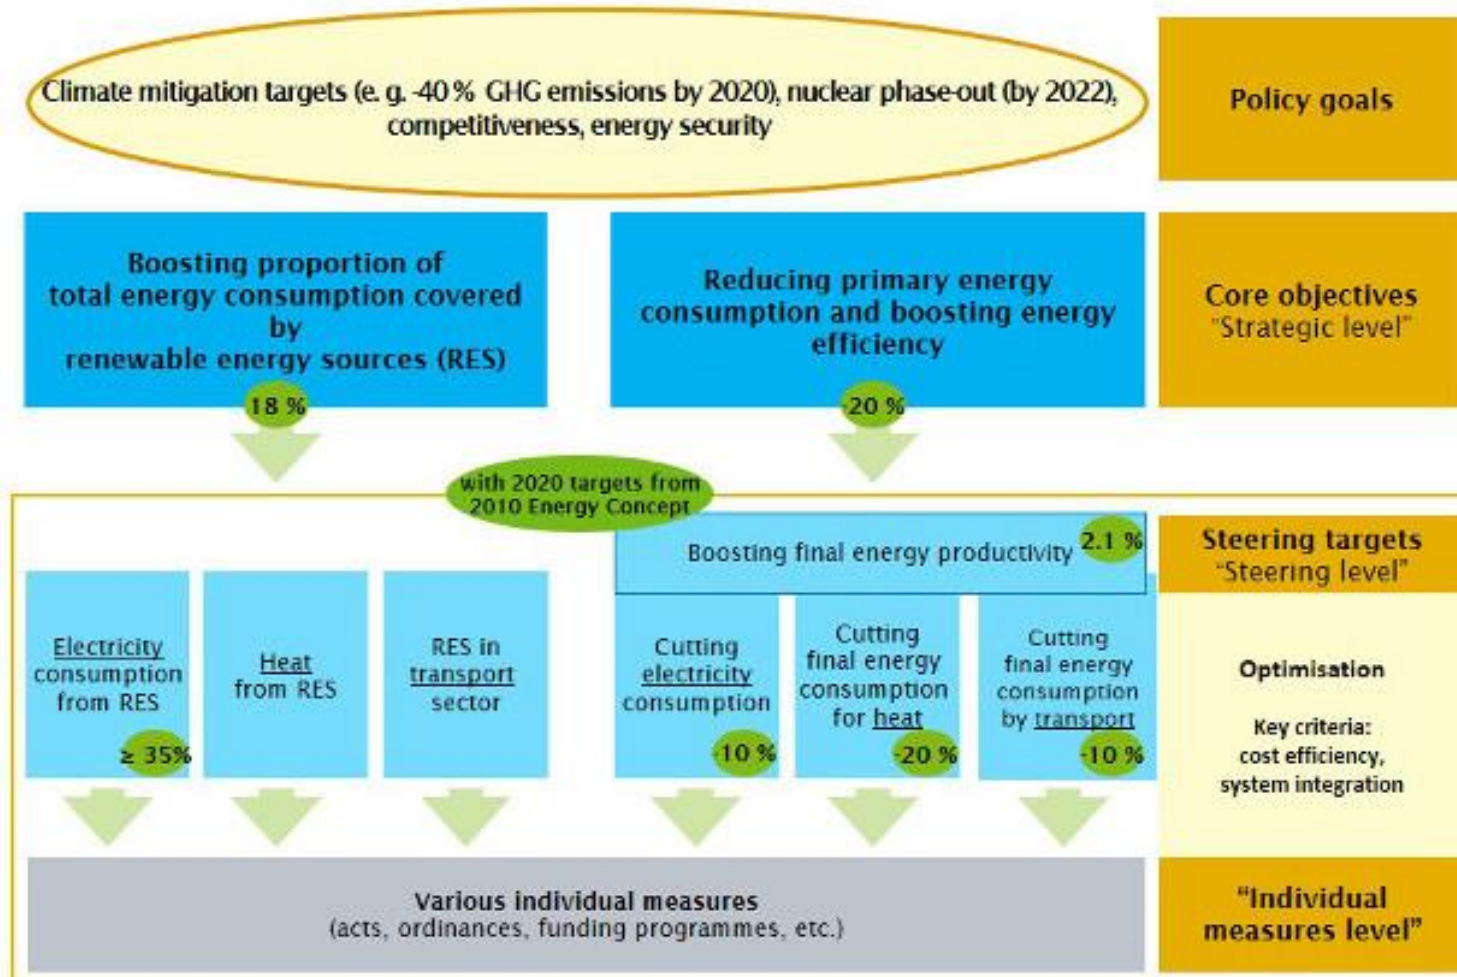 Climate mitigation targets (e. g. -40 % GHG emissions by 2020), nuclear phase-out (by 2022),
competitiveness, energy security
Policy goals
Boosting proportion of
total energy consumption covered
by
renewable energy sources (RES)
18 %
Reducing primary energy
consumption and boosting energy
efficiency
-20 %
Core objectives
"Strategic level"
with 2020 targets from
2010 Energy Concept
Boosting final energy productivity
2.1 %
Steering targets
"Steering level"
Electricity
consumption
from RES
≥ 35%
Heat
from RES
RES in
transport
sector
Cutting
electricity
consumption
-10 %
Cutting
final energy
consumption
for heat
-20 %
Cutting
final energy
consumption
by transport
-10 %
Optimisation
Key criteria:
cost efficiency,
system integration
Various individual measures
(acts, ordinances, funding programmes, etc.)
“Individual
measures level”